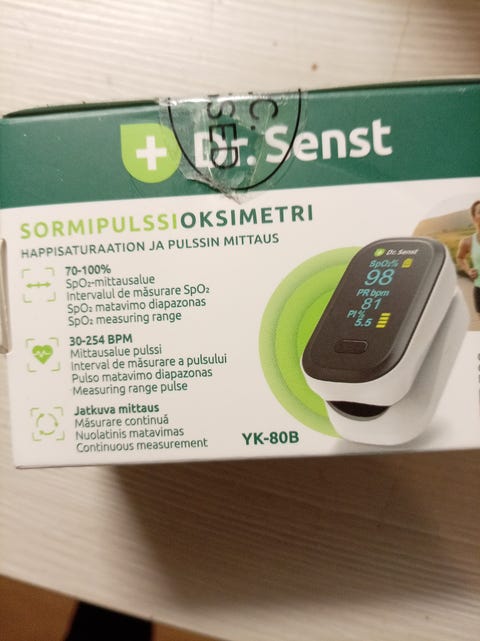 Dr. Senst
SORMIPULSSIOKSIMETRI
HAPPISATURAATION JA PULSSIN MITTAUS
70-100%
SpO₂-mittausalue
Intervalul de măsurare SpO₂
SpO₂ matavimo diapazonas
SpO₂ measuring range
30-254 BPM
Mittausalue pulssi
Interval de măsurare a pulsului
Pulso matavimo diapazonas
Measuring range pulse
Jatkuva mittaus
Măsurare continuă
Nuolatinis matavimas
Continuous measurement
YK-80B
Dr. Senst
SpO₂%
98
PR bpm
81
PI%
5.5